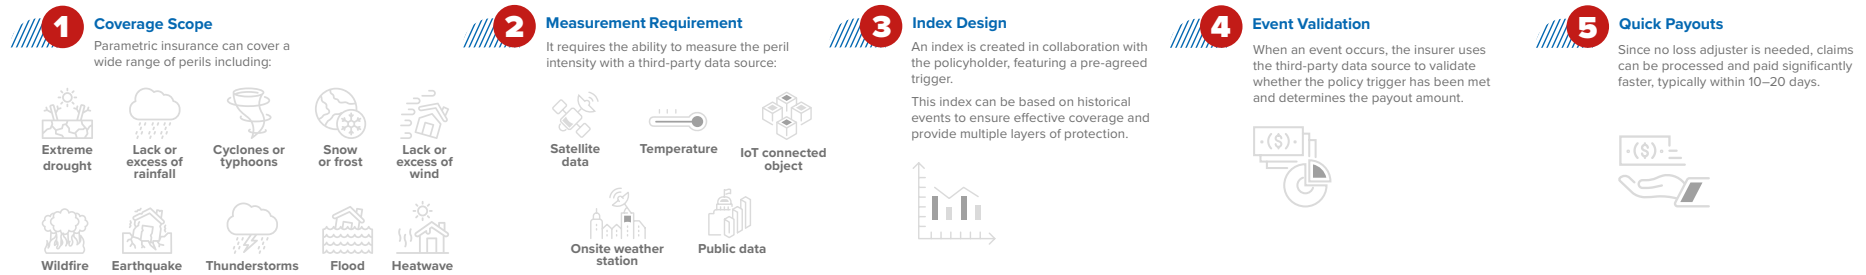 1
Coverage Scope
Parametric insurance can cover a
wide range of perils including:
Extreme
drought
Lack or
excess of
rainfall
Cyclones or
typhoons
Snow
or frost
Lack or
excess of
wind
Wildfire
Earthquake
Thunderstorms
Flood
Heatwave
2
Measurement Requirement
It requires the ability to measure the peril
intensity with a third-party data source:
Satellite
data
Temperature
IoT connected
object
Onsite weather
station
Public data
3
Index Design
An index is created in collaboration with
the policyholder, featuring a pre-agreed
trigger.
This index can be based on historical
events to ensure effective coverage and
provide multiple layers of protection.
4
Event Validation
When an event occurs, the insurer uses
the third-party data source to validate
whether the policy trigger has been met
and determines the payout amount.
($)
5
Quick Payouts
Since no loss adjuster is needed, claims
can be processed and paid significantly
faster, typically within 10–20 days.
($)